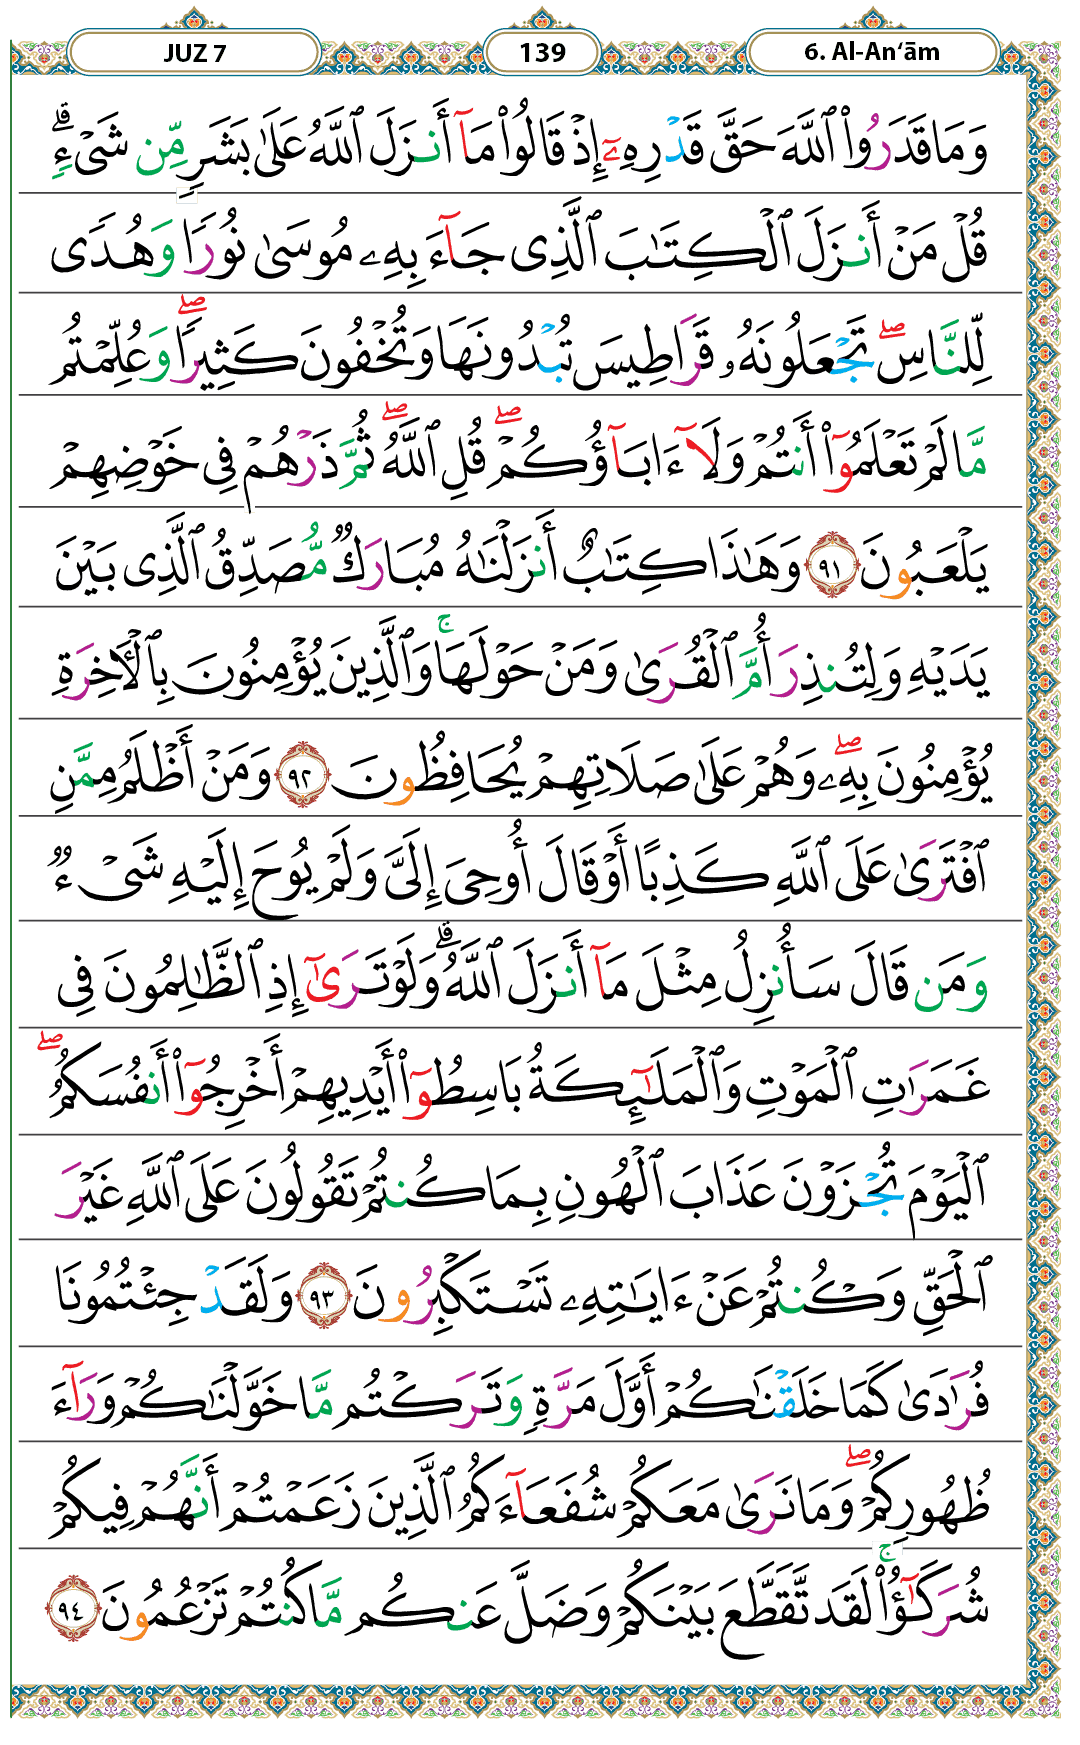 JUZ 7 139 6. Al-An‘ām
وَمَا قَدَرُوا۟ ٱللَّهَ حَقَّ قَدْرِهِۦٓ إِذْ قَالُوا۟ مَآ أَنزَلَ ٱللَّهُ عَلَىٰ بَشَرٍ مِّن شَىْءٍ ۗ
قُلْ مَنْ أَنزَلَ ٱلْكِتَٰبَ ٱلَّذِى جَآءَ بِهِۦ مُوسَىٰ نُورًا وَهُدًى
لِّلنَّاسِ ۖ تَجْعَلُونَهُۥ قَرَاطِيسَ تُبْدُونَهَا وَتُخْفُونَ كَثِيرًا ۖ وَعُلِّمْتُم
مَّا لَمْ تَعْلَمُوٓا۟ أَنتُمْ وَلَآ ءَابَآؤُكُمْ ۖ قُلِ ٱللَّهُ ۖ ثُمَّ ذَرْهُمْ فِى خَوْضِهِمْ
يَلْعَبُونَ ٩١ وَهَٰذَا كِتَٰبٌ أَنزَلْنَٰهُ مُبَارَكٌ مُّصَدِّقُ ٱلَّذِى بَيْنَ
يَدَيْهِ وَلِتُنذِرَ أُمَّ ٱلْقُرَىٰ وَمَنْ حَوْلَهَا ۚ وَٱلَّذِينَ يُؤْمِنُونَ بِٱلْءَاخِرَةِ
يُؤْمِنُونَ بِهِۦ ۖ وَهُمْ عَلَىٰ صَلَاتِهِمْ يُحَافِظُونَ ٩٢ وَمَنْ أَظْلَمُ مِمَّنِ
ٱفْتَرَىٰ عَلَى ٱللَّهِ كَذِبًا أَوْ قَالَ أُوحِىَ إِلَىَّ وَلَمْ يُوحَ إِلَيْهِ شَىْءٌ
وَمَن قَالَ سَأُنزِلُ مِثْلَ مَآ أَنزَلَ ٱللَّهُ ۗ وَلَوْ تَرَىٰٓ إِذِ ٱلظَّٰلِمُونَ فِى
غَمَرَٰتِ ٱلْمَوْتِ وَٱلْمَلَٰٓئِكَةُ بَاسِطُوٓا۟ أَيْدِيهِمْ أَخْرِجُوٓا۟ أَنفُسَكُمُ ۖ
ٱلْيَوْمَ تُجْزَوْنَ عَذَابَ ٱلْهُونِ بِمَا كُنتُمْ تَقُولُونَ عَلَى ٱللَّهِ غَيْرَ
ٱلْحَقِّ وَكُنتُمْ عَنْ ءَايَٰتِهِۦ تَسْتَكْبِرُونَ ٩٣ وَلَقَدْ جِئْتُمُونَا
فُرَٰدَىٰ كَمَا خَلَقْنَٰكُمْ أَوَّلَ مَرَّةٍ وَتَرَكْتُم مَّا خَوَّلْنَٰكُمْ وَرَآءَ
ظُهُورِكُمْ ۖ وَمَا نَرَىٰ مَعَكُمْ شُفَعَآءَكُمُ ٱلَّذِينَ زَعَمْتُمْ أَنَّهُمْ فِيكُمْ
شُرَكَٰٓؤُا۟ ۚ لَقَد تَّقَطَّعَ بَيْنَكُمْ وَضَلَّ عَنكُم مَّا كُنتُمْ تَزْعُمُونَ ٩٤